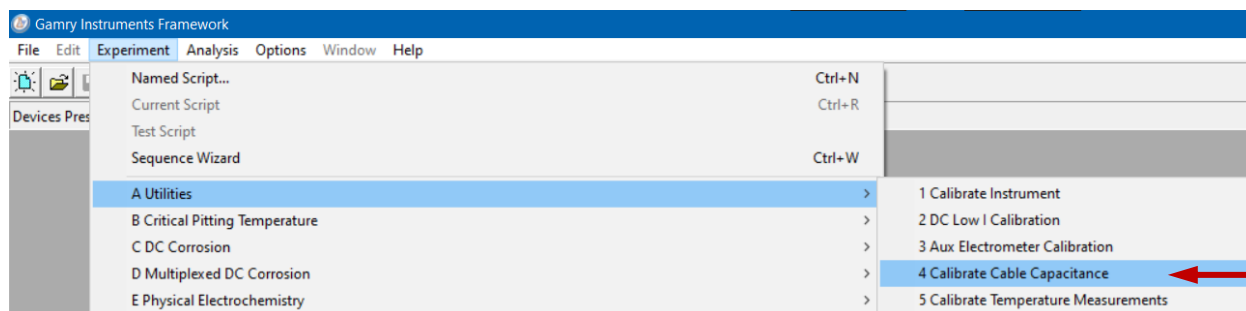 Gamry Instruments Framework
File Edit Experiment Analysis Options Window Help
Named Script... Ctrl+N
Devices Pres
Current Script Ctrl+R
Test Script
Sequence Wizard Ctrl+W
A Utilities >
B Critical Pitting Temperature >
C DC Corrosion >
D Multiplexed DC Corrosion >
E Physical Electrochemistry >
1 Calibrate Instrument
2 DC Low I Calibration
3 Aux Electrometer Calibration
4 Calibrate Cable Capacitance
5 Calibrate Temperature Measurements